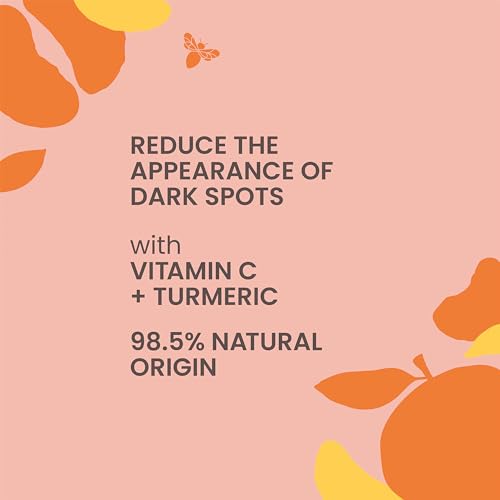 REDUCE THE
APPEARANCE OF
DARK SPOTS
with
VITAMIN C
+ TURMERIC
98.5% NATURAL
ORIGIN